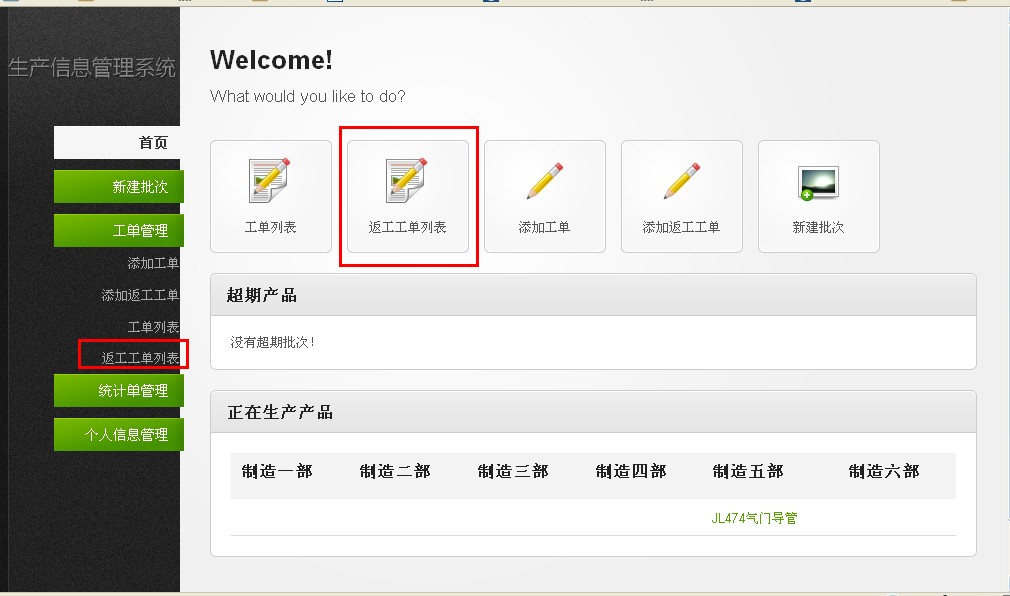 生产信息管理系统
首页
新建批次
工单管理
添加工单
添加返工工单
工单列表
返工工单列表
统计单管理
个人信息管理
Welcome!
What would you like to do?
工单列表
返工工单列表
添加工单
添加返工工单
新建批次
超期产品
没有超期批次!
正在生产产品
制造一部 制造二部 制造三部 制造四部 制造五部 制造六部
JL474气门导管